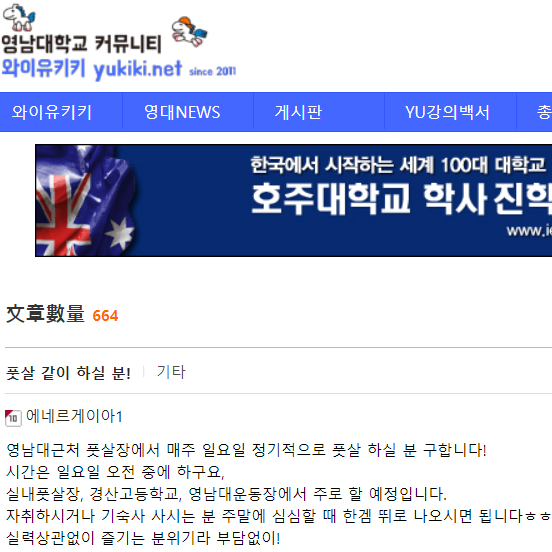 영남대학교 커뮤니티
와이유키키 yukiki.net since 2011
와이유키키 영대NEWS 게시판 YU강의백서 총
한국에서 시작하는 세계 100대 대학교
호주대학교 학사 진학
www.ie
文章數量 664
풋살 같이 하실 분! 기타
10 에네르게이아1
영남대근처 풋살장에서 매주 일요일 정기적으로 풋살 하실 분 구합니다!
시간은 일요일 오전 중에 하구요,
실내풋살장, 경산고등학교, 영남대운동장에서 주로 할 예정입니다.
자취하시거나 기숙사 사시는 분 주말에 심심할 때 한겜 뛰로 나오시면 됩니다ㅎㅎ
실력상관없이 즐기는 분위기라 부담없이!